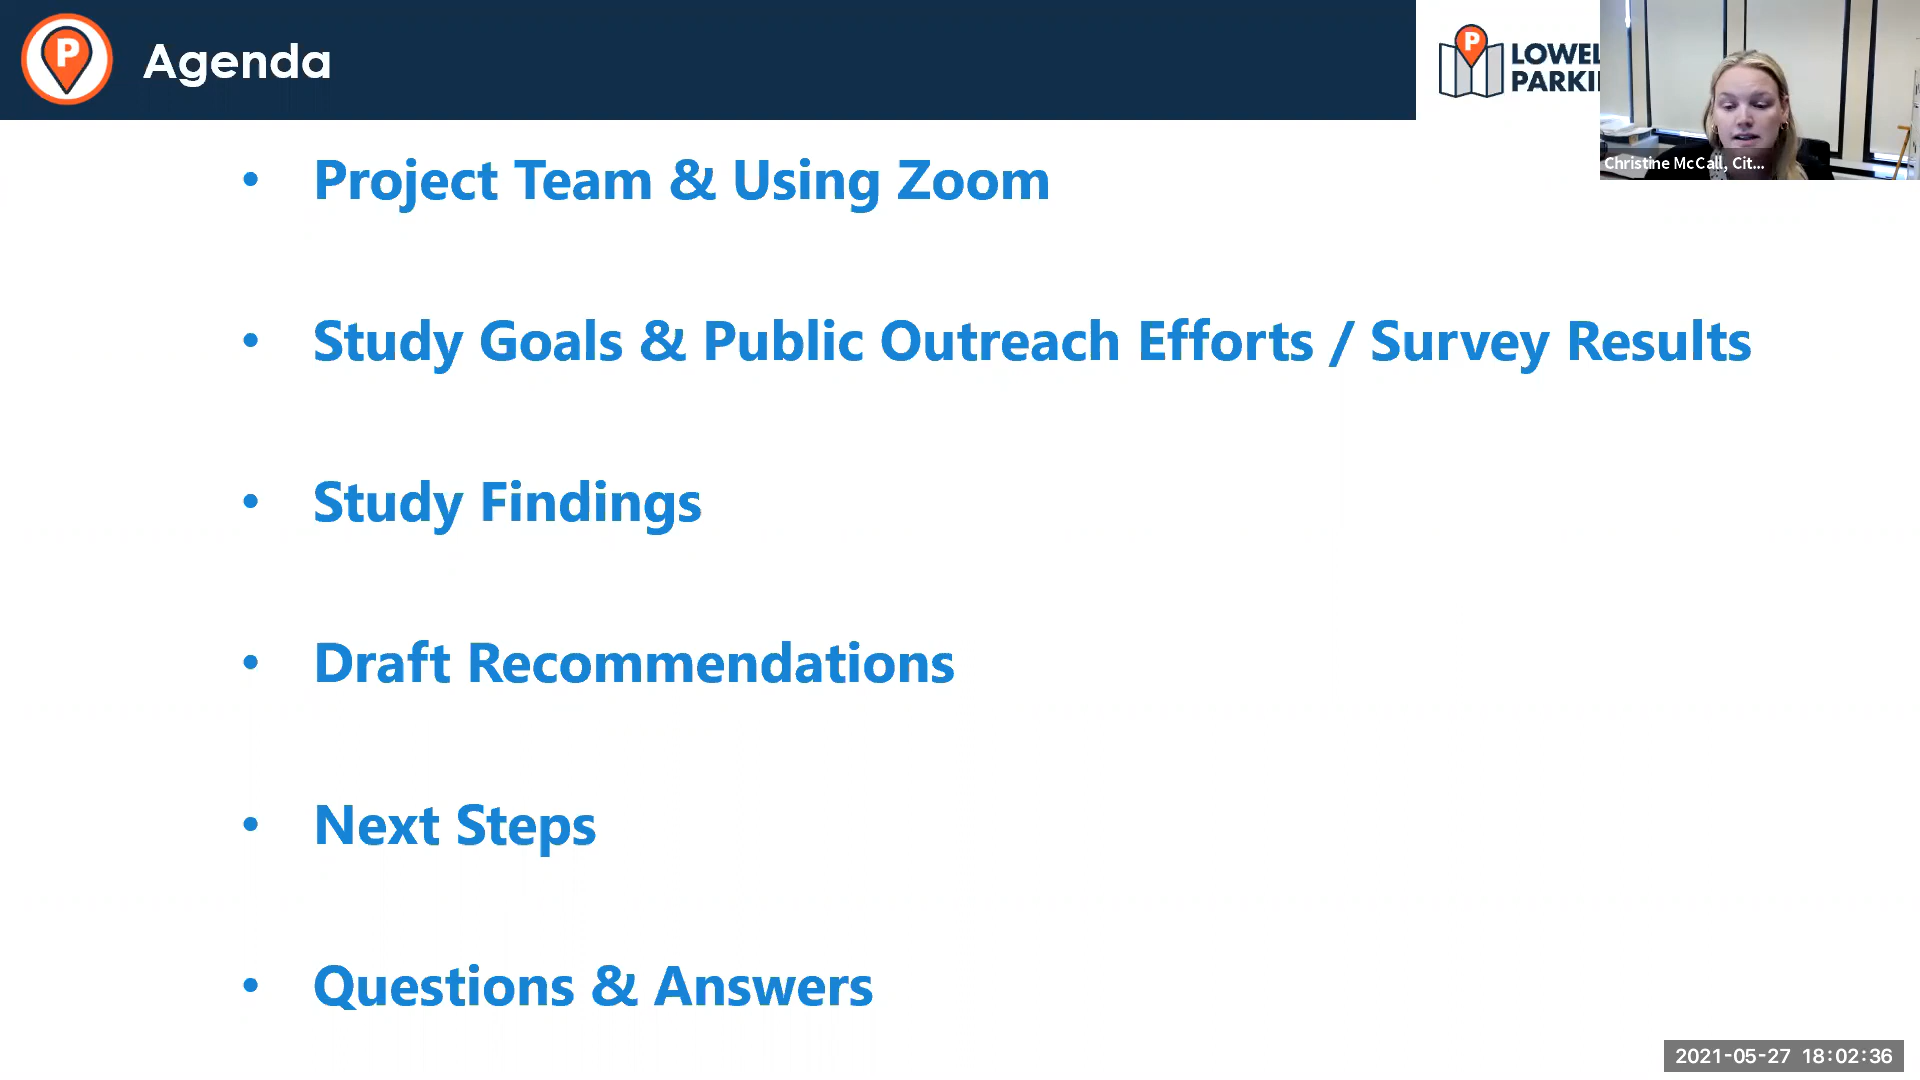 P
Agenda
P
LOWEL
PARKI
Christine McCall, Cit...
• Project Team & Using Zoom
• Study Goals & Public Outreach Efforts / Survey Results
• Study Findings
• Draft Recommendations
• Next Steps
• Questions & Answers
2021-05-27 18:02:36